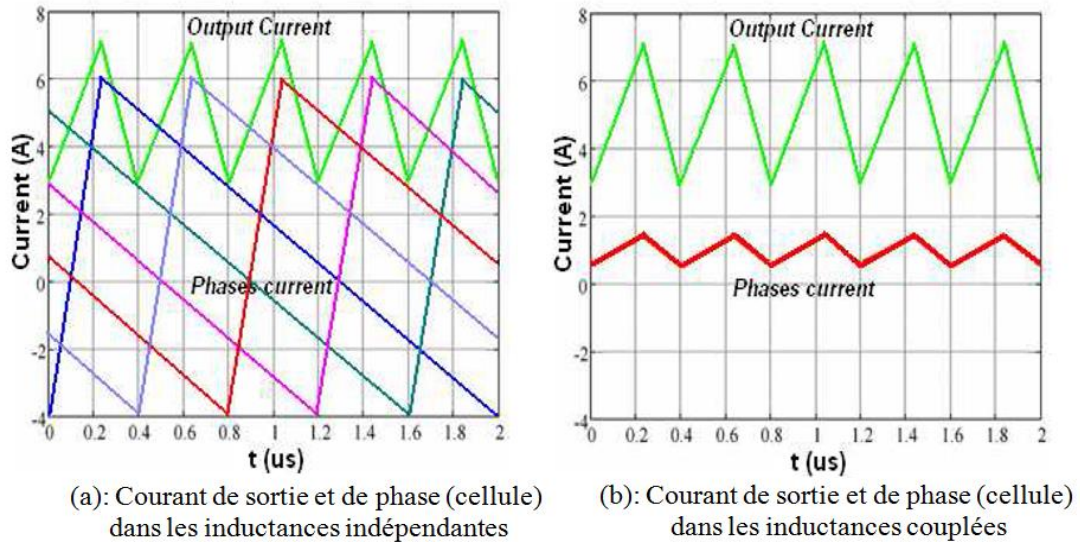 8
6
4
2
0
-2
-4
Current (A)
Output Current
Phases current
0 0.2 0.4 0.6 0.8 1 1.2 1.4 1.6 1.8 2
t (us)
(a): Courant de sortie et de phase (cellule)
dans les inductances indépendantes
8
6
4
2
0
-2
-4
Current (A)
Output Current
Phases current
0 0.2 0.4 0.6 0.8 1 1.2 1.4 1.6 1.8 2
t (us)
(b): Courant de sortie et de phase (cellule)
dans les inductances couplées